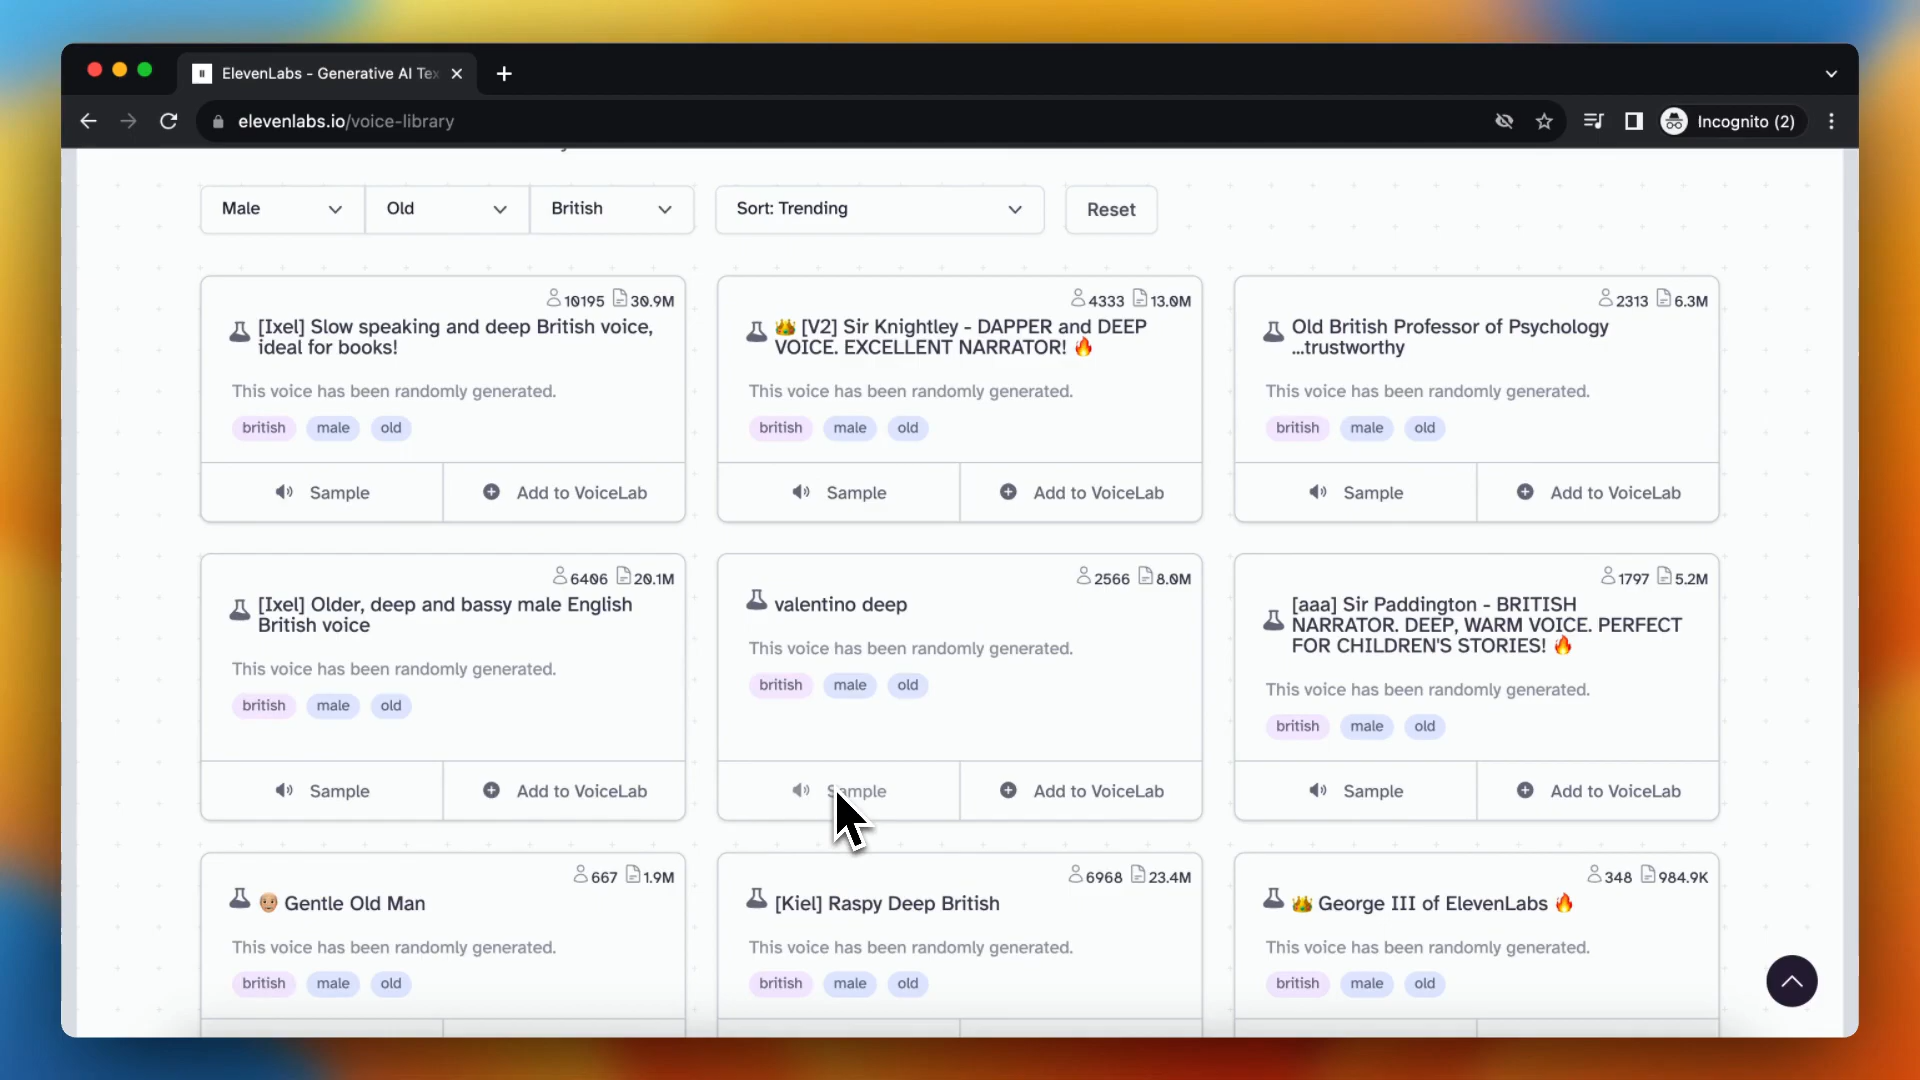 ElevenLabs - Generative AI Tex
elevenlabs.io/voice-library
Incognito (2)
Male
Old
British
Sort: Trending
Reset
10195 30.9M
[Ixel] Slow speaking and deep British voice,
ideal for books!
This voice has been randomly generated.
british male old
Sample
Add to VoiceLab
4333 13.0M
👑 [V2] Sir Knightley - DAPPER and DEEP
VOICE. EXCELLENT NARRATOR! 🔥
This voice has been randomly generated.
british male old
Sample
Add to VoiceLab
2313 6.3M
Old British Professor of Psychology
...trustworthy
This voice has been randomly generated.
british male old
Sample
Add to VoiceLab
6406 20.1M
[Ixel] Older, deep and bassy male English
British voice
This voice has been randomly generated.
british male old
Sample
Add to VoiceLab
2566 8.0M
valentino deep
This voice has been randomly generated.
british male old
Sample
Add to VoiceLab
1797 5.2M
[aaa] Sir Paddington - BRITISH
NARRATOR. DEEP, WARM VOICE. PERFECT
FOR CHILDREN'S STORIES! 🔥
This voice has been randomly generated.
british male old
Sample
Add to VoiceLab
667 1.9M
👴🏼 Gentle Old Man
This voice has been randomly generated.
british male old
6968 23.4M
[Kiel] Raspy Deep British
This voice has been randomly generated.
british male old
348 984.9K
👑 George III of ElevenLabs 🔥
This voice has been randomly generated.
british male old